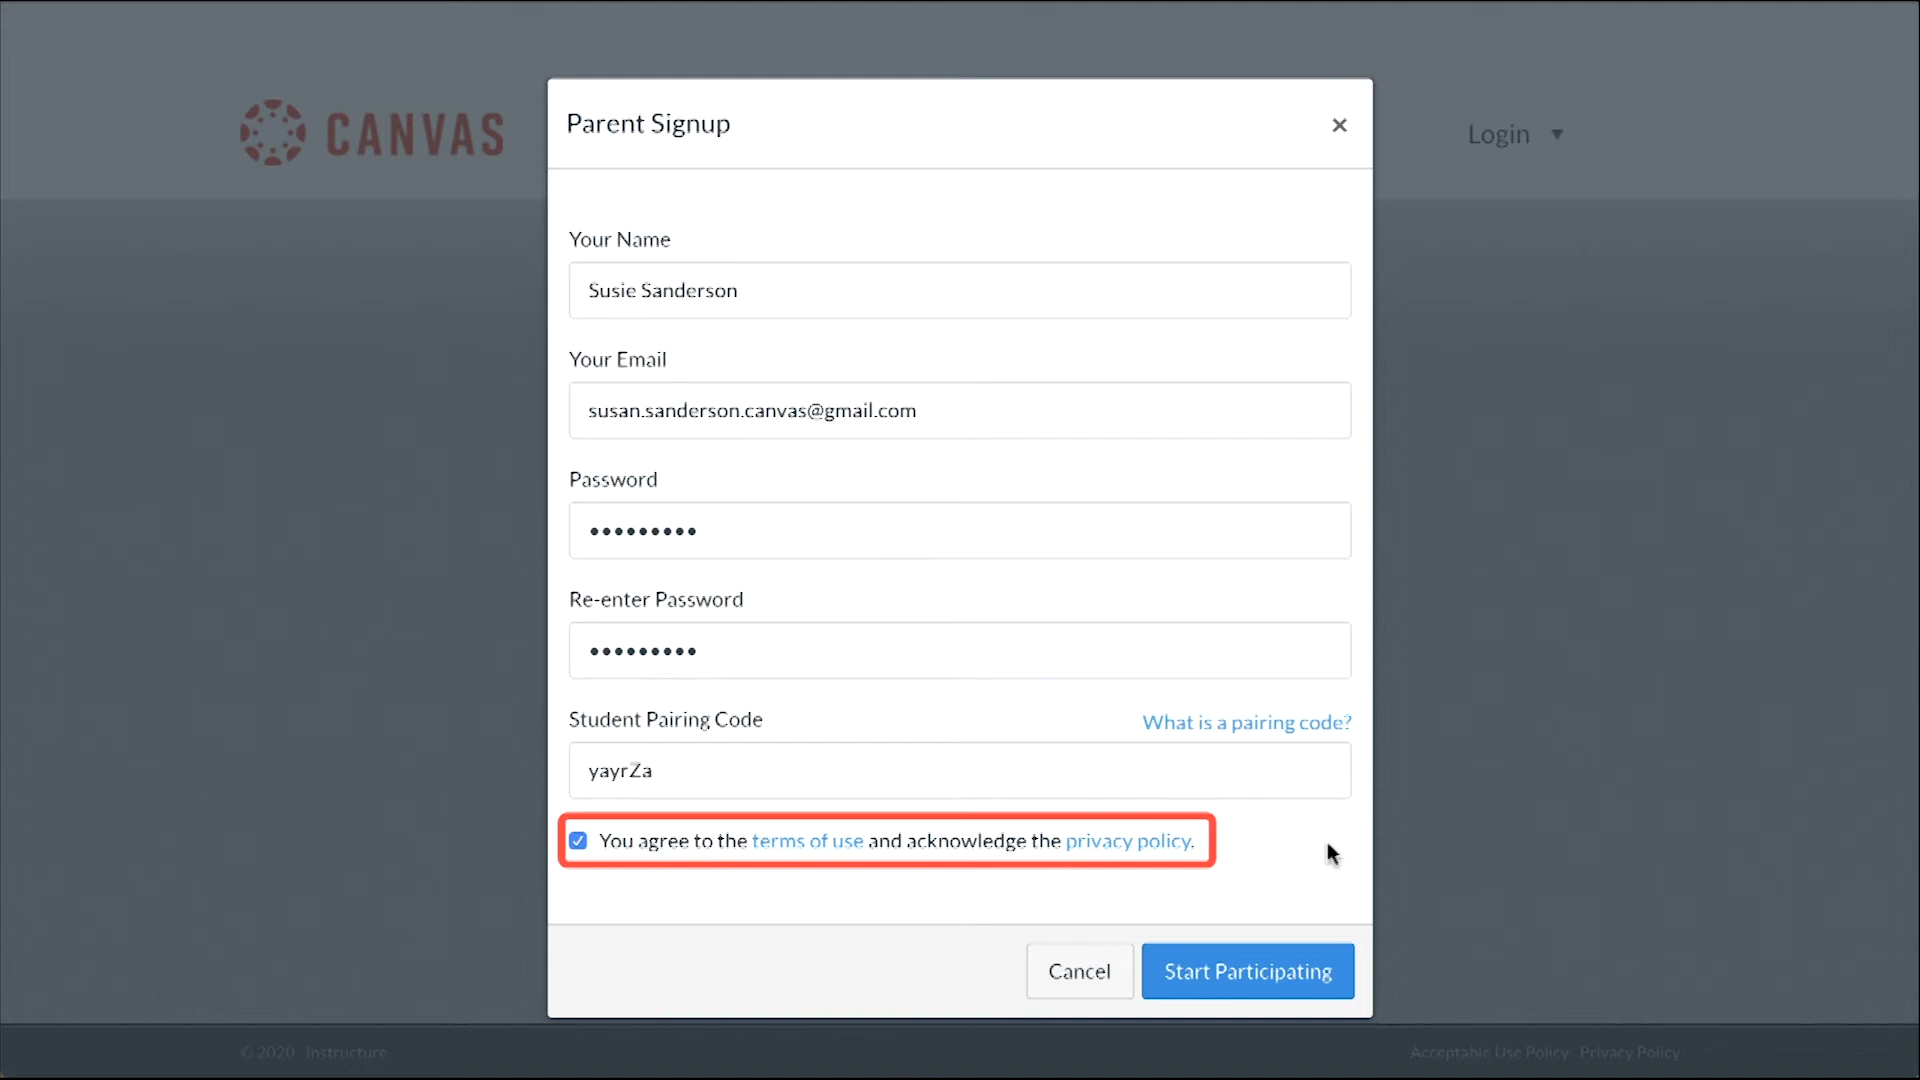 CANVAS
Login
Parent Signup
Your Name
Susie Sanderson
Your Email
susan.sanderson.canvas@gmail.com
Password
Re-enter Password
Student Pairing Code
What is a pairing code?
yayrZa
You agree to the terms of use and acknowledge the privacy policy.
Cancel
Start Participating
© 2020 Instructure
Acceptable Use Policy Privacy Policy